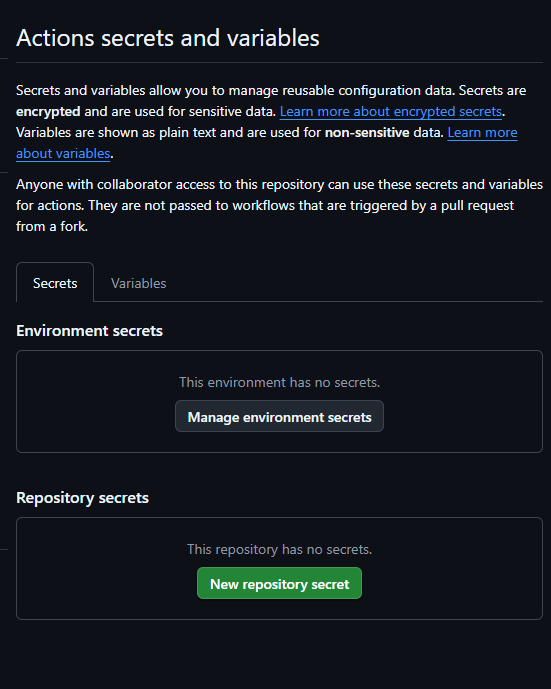 Actions secrets and variables
Secrets and variables allow you to manage reusable configuration data. Secrets are
encrypted and are used for sensitive data. Learn more about encrypted secrets.
Variables are shown as plain text and are used for non-sensitive data. Learn more
about variables.
Anyone with collaborator access to this repository can use these secrets and variables
for actions. They are not passed to workflows that are triggered by a pull request
from a fork.
Secrets Variables
Environment secrets
This environment has no secrets.
Manage environment secrets
Repository secrets
This repository has no secrets.
New repository secret